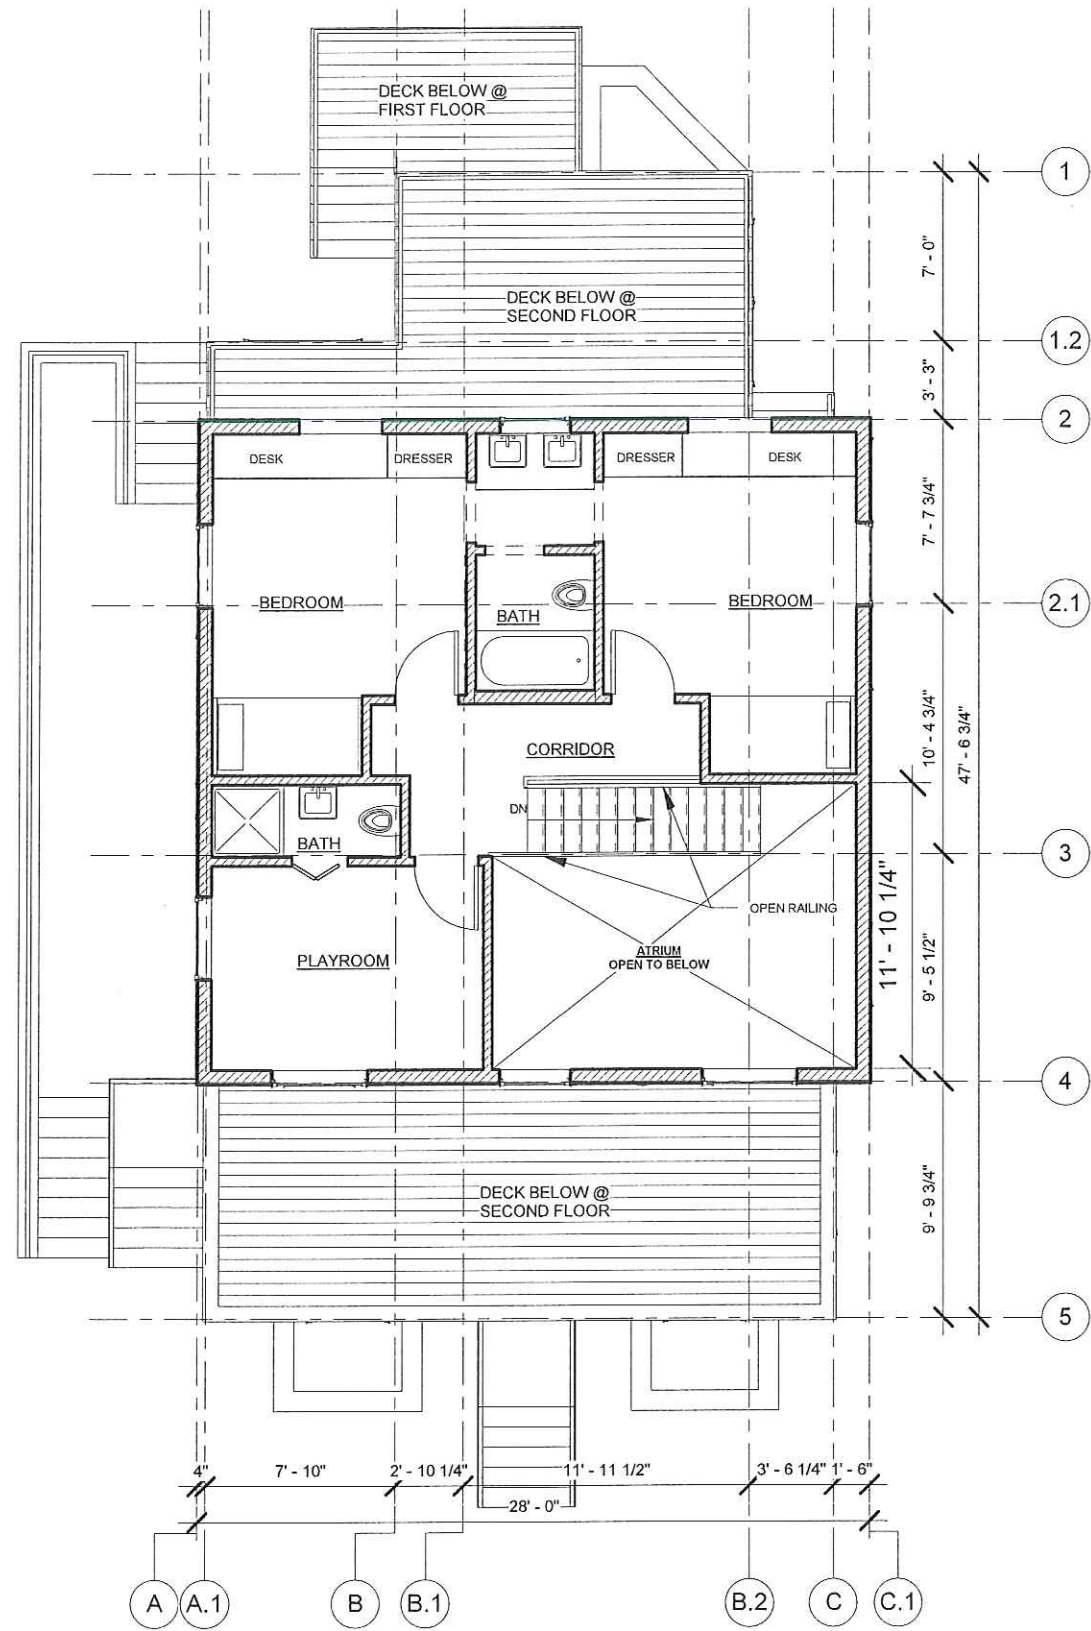 DECK BELOW @
FIRST FLOOR
1
7' - 0"
DECK BELOW @
SECOND FLOOR
1.2
3' - 3"
2
DESK
DRESSER
DRESSER
DESK
7' - 7 3/4"
BEDROOM
BATH
BEDROOM
2.1
10' - 4 3/4"
47' - 6 3/4"
CORRIDOR
DN
BATH
3
11' - 10 1/4"
OPEN RAILING
PLAYROOM
ATRIUM
OPEN TO BELOW
9' - 5 1/2"
4
DECK BELOW @
SECOND FLOOR
9' - 9 3/4"
5
4"
7' - 10"
2' - 10 1/4"
11' - 11 1/2"
3' - 6 1/4"
1' - 6"
28' - 0"
A
A.1
B
B.1
B.2
C
C.1